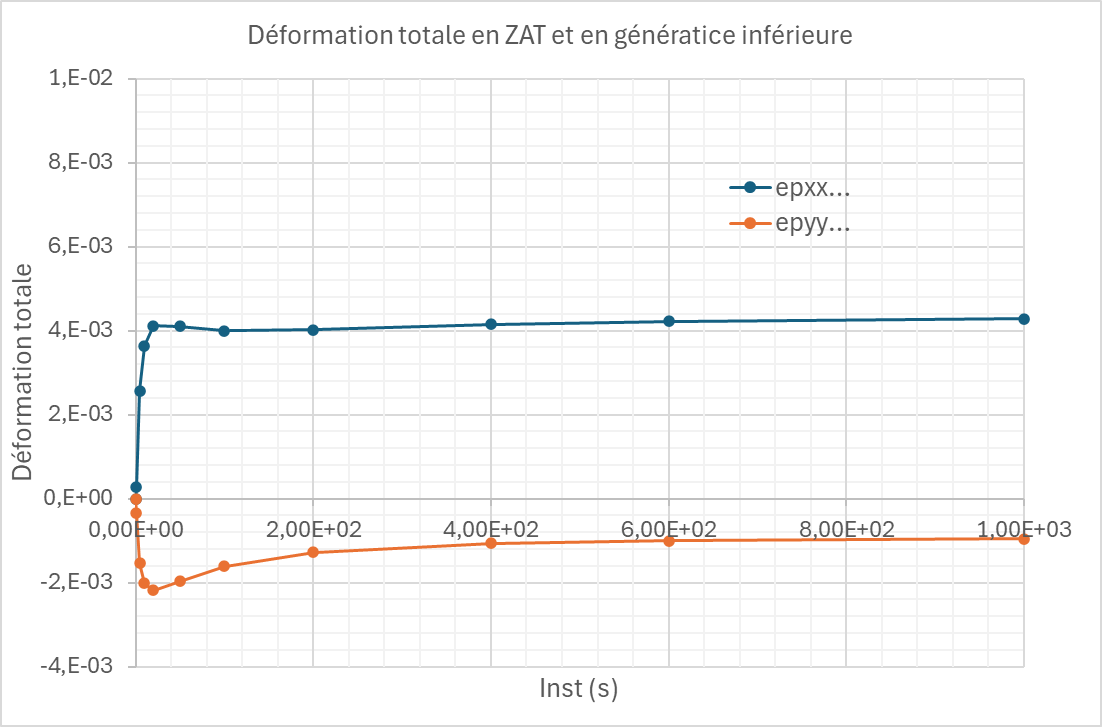 Déformation totale en ZAT et en génératice inférieure
1,E-02
8,E-03
6,E-03
4,E-03
2,E-03
0,E+00
-2,E-03
-4,E-03
Déformation totale
epxx...
epyy...
0,00E+00 2,00E+02 4,00E+02 6,00E+02 8,00E+02 1,00E+03
Inst (s)